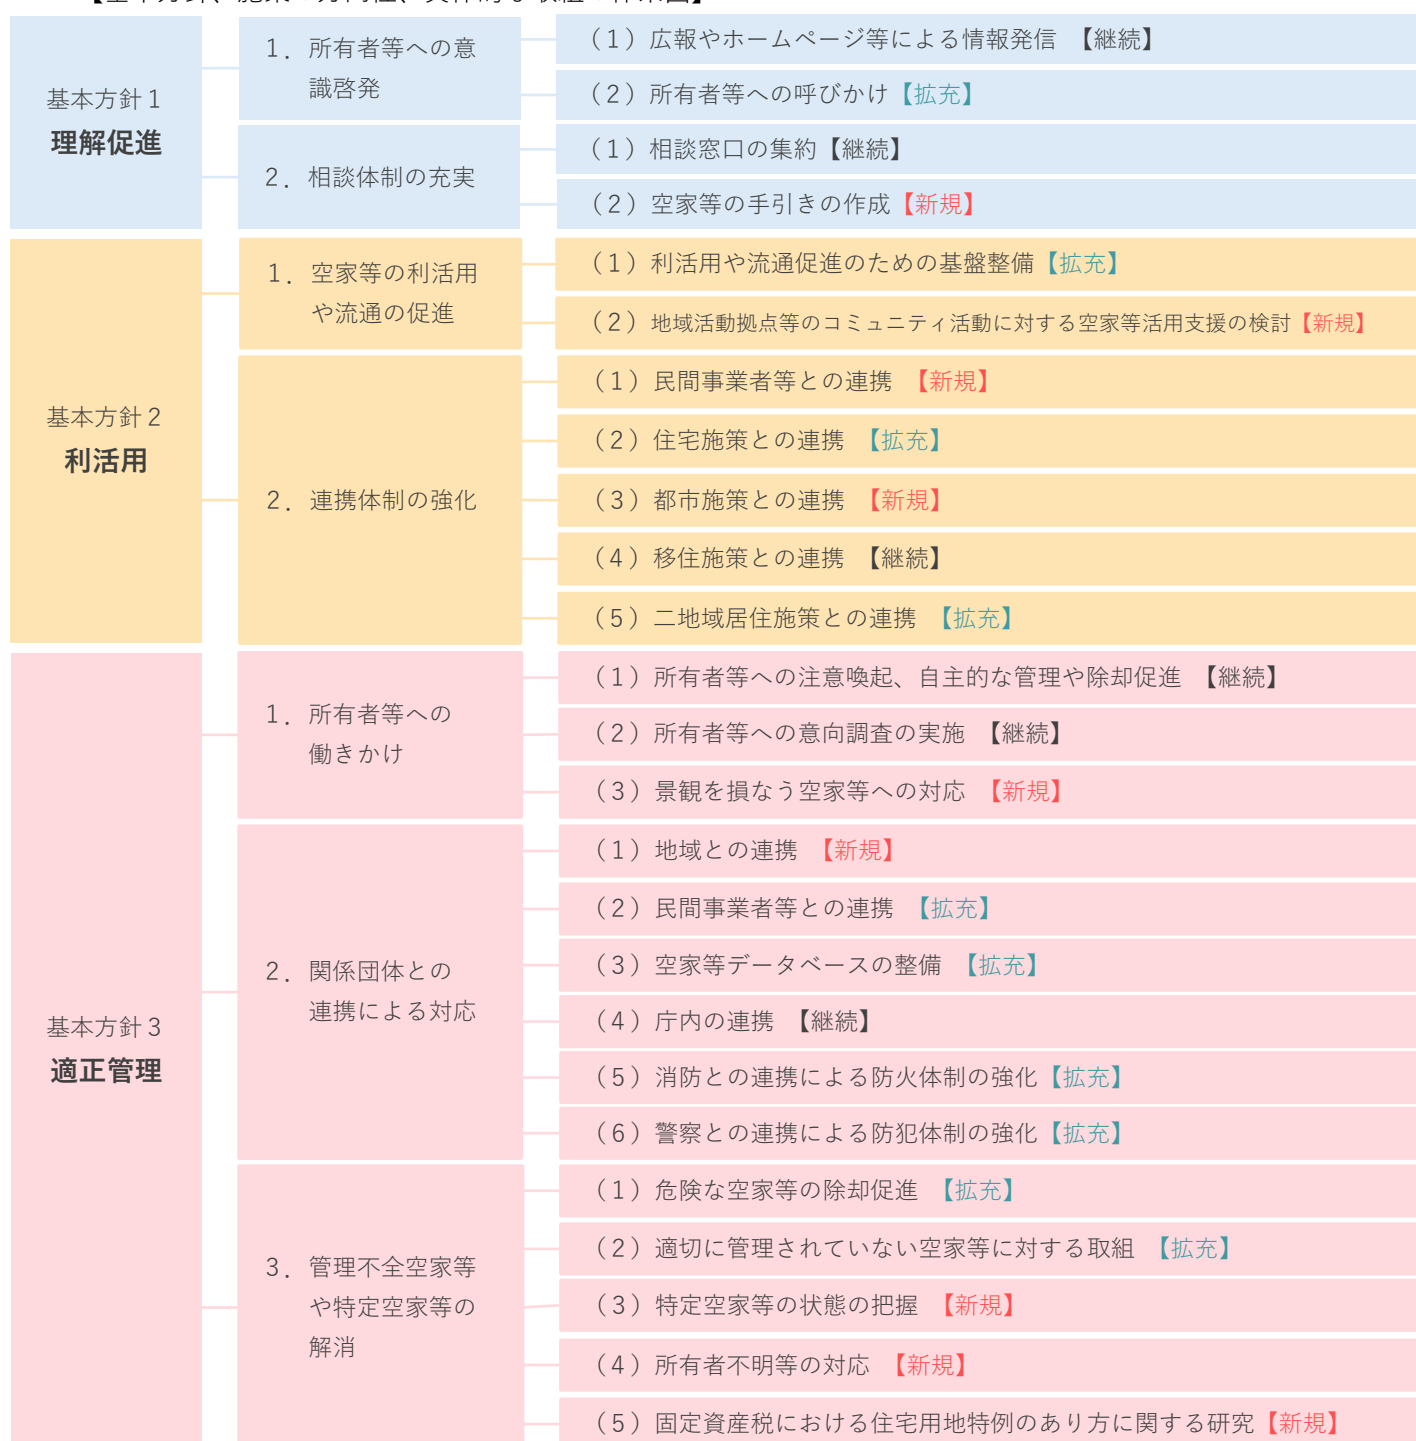 基本方針１
理解促進
１．所有者等への意
識啓発
（１）広報やホームページ等による情報発信 【継続】
（２）所有者等への呼びかけ【拡充】
２．相談体制の充実
（１）相談窓口の集約【継続】
（２）空家等の手引きの作成【新規】
基本方針２
利活用
１．空家等の利活用
や流通の促進
（１）利活用や流通促進のための基盤整備【拡充】
（２）地域活動拠点等のコミュニティ活動に対する空家等活用支援の検討【新規】
２．連携体制の強化
（１）民間事業者等との連携 【新規】
（２）住宅施策との連携 【拡充】
（３）都市施策との連携 【新規】
（４）移住施策との連携 【継続】
（５）二地域居住施策との連携 【拡充】
基本方針３
適正管理
１．所有者等への
働きかけ
（１）所有者等への注意喚起、自主的な管理や除却促進 【継続】
（２）所有者等への意向調査の実施 【継続】
（３）景観を損なう空家等への対応 【新規】
２．関係団体との
連携による対応
（１）地域との連携 【新規】
（２）民間事業者等との連携 【拡充】
（３）空家等データベースの整備 【拡充】
（４）庁内の連携 【継続】
（５）消防との連携による防火体制の強化【拡充】
（６）警察との連携による防犯体制の強化【拡充】
３．管理不全空家等
や特定空家等の
解消
（１）危険な空家等の除却促進 【拡充】
（２）適切に管理されていない空家等に対する取組 【拡充】
（３）特定空家等の状態の把握 【新規】
（４）所有者不明等の対応 【新規】
（５）固定資産税における住宅用地特例のあり方に関する研究【新規】